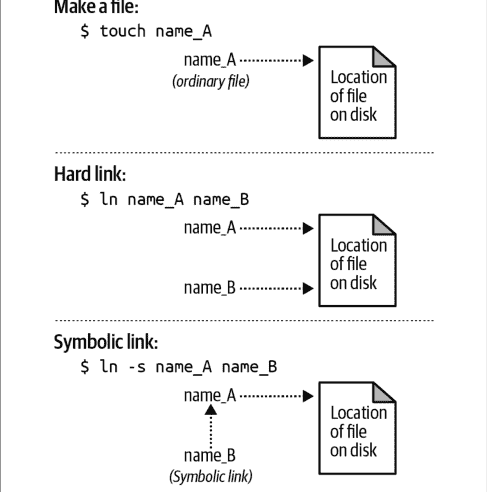 Make a file:
$ touch name_A
name_A
(ordinary file)
Location
of file
on disk
Hard link:
$ ln name_A name_B
name_A
name_B
Location
of file
on disk
Symbolic link:
$ ln -s name_A name_B
name_A
name_B
(Symbolic link)
Location
of file
on disk